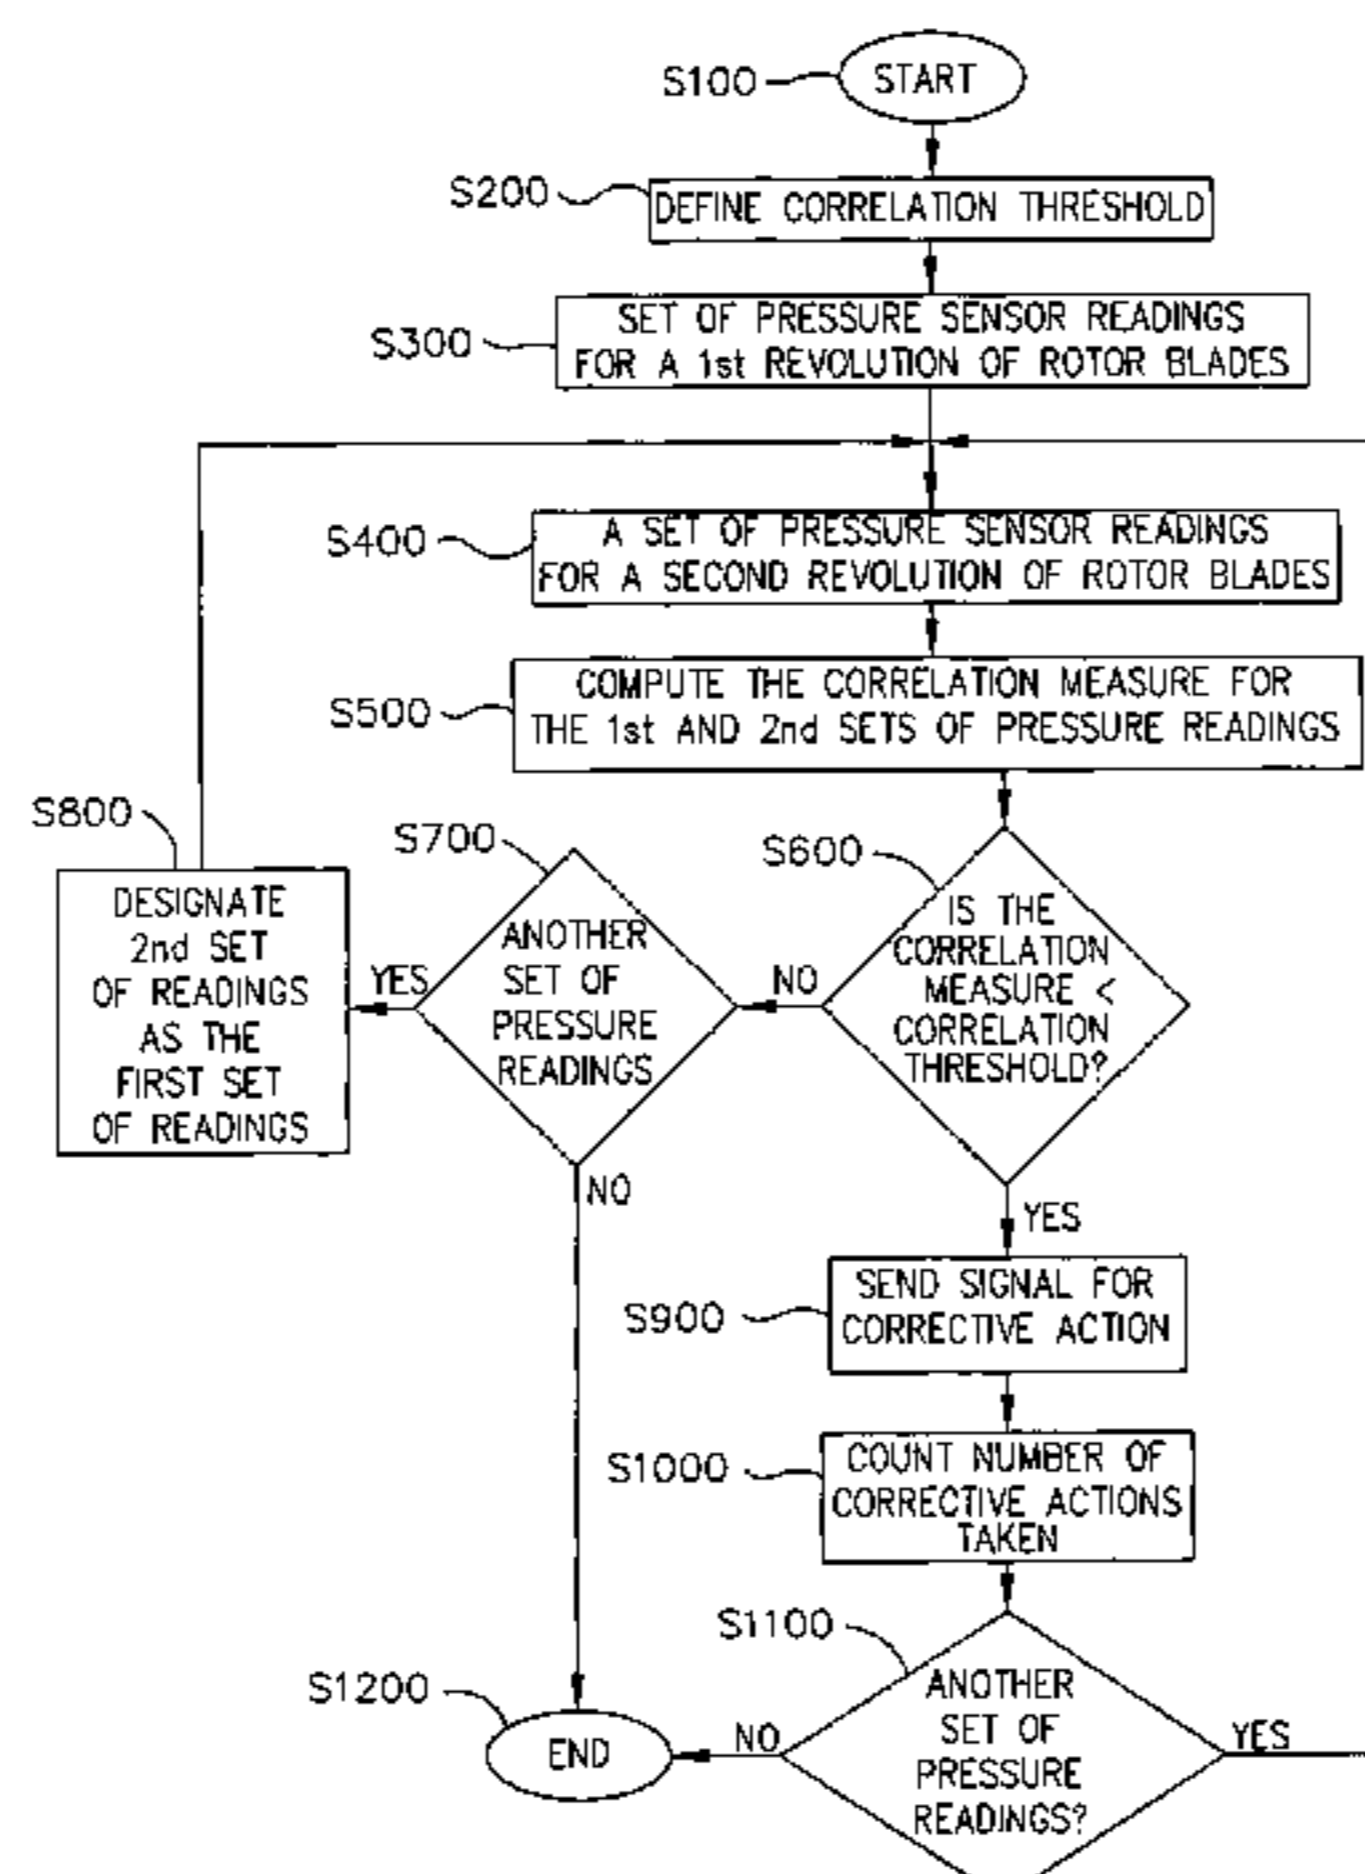 S100
START
S200
DEFINE CORRELATION THRESHOLD
S300
SET OF PRESSURE SENSOR READINGS
FOR A 1st REVOLUTION OF ROTOR BLADES
S400
A SET OF PRESSURE SENSOR READINGS
FOR A SECOND REVOLUTION OF ROTOR BLADES
S500
COMPUTE THE CORRELATION MEASURE FOR
THE 1st AND 2nd SETS OF PRESSURE READINGS
S600
IS THE
CORRELATION
MEASURE <
CORRELATION
THRESHOLD?
NO
S700
ANOTHER
SET OF
PRESSURE
READINGS
YES
S800
DESIGNATE
2nd SET
OF READINGS
AS THE
FIRST SET
OF READINGS
NO
YES
S900
SEND SIGNAL FOR
CORRECTIVE ACTION
S1000
COUNT NUMBER OF
CORRECTIVE ACTIONS
TAKEN
S1100
ANOTHER
SET OF
PRESSURE
READINGS?
YES
NO
S1200
END